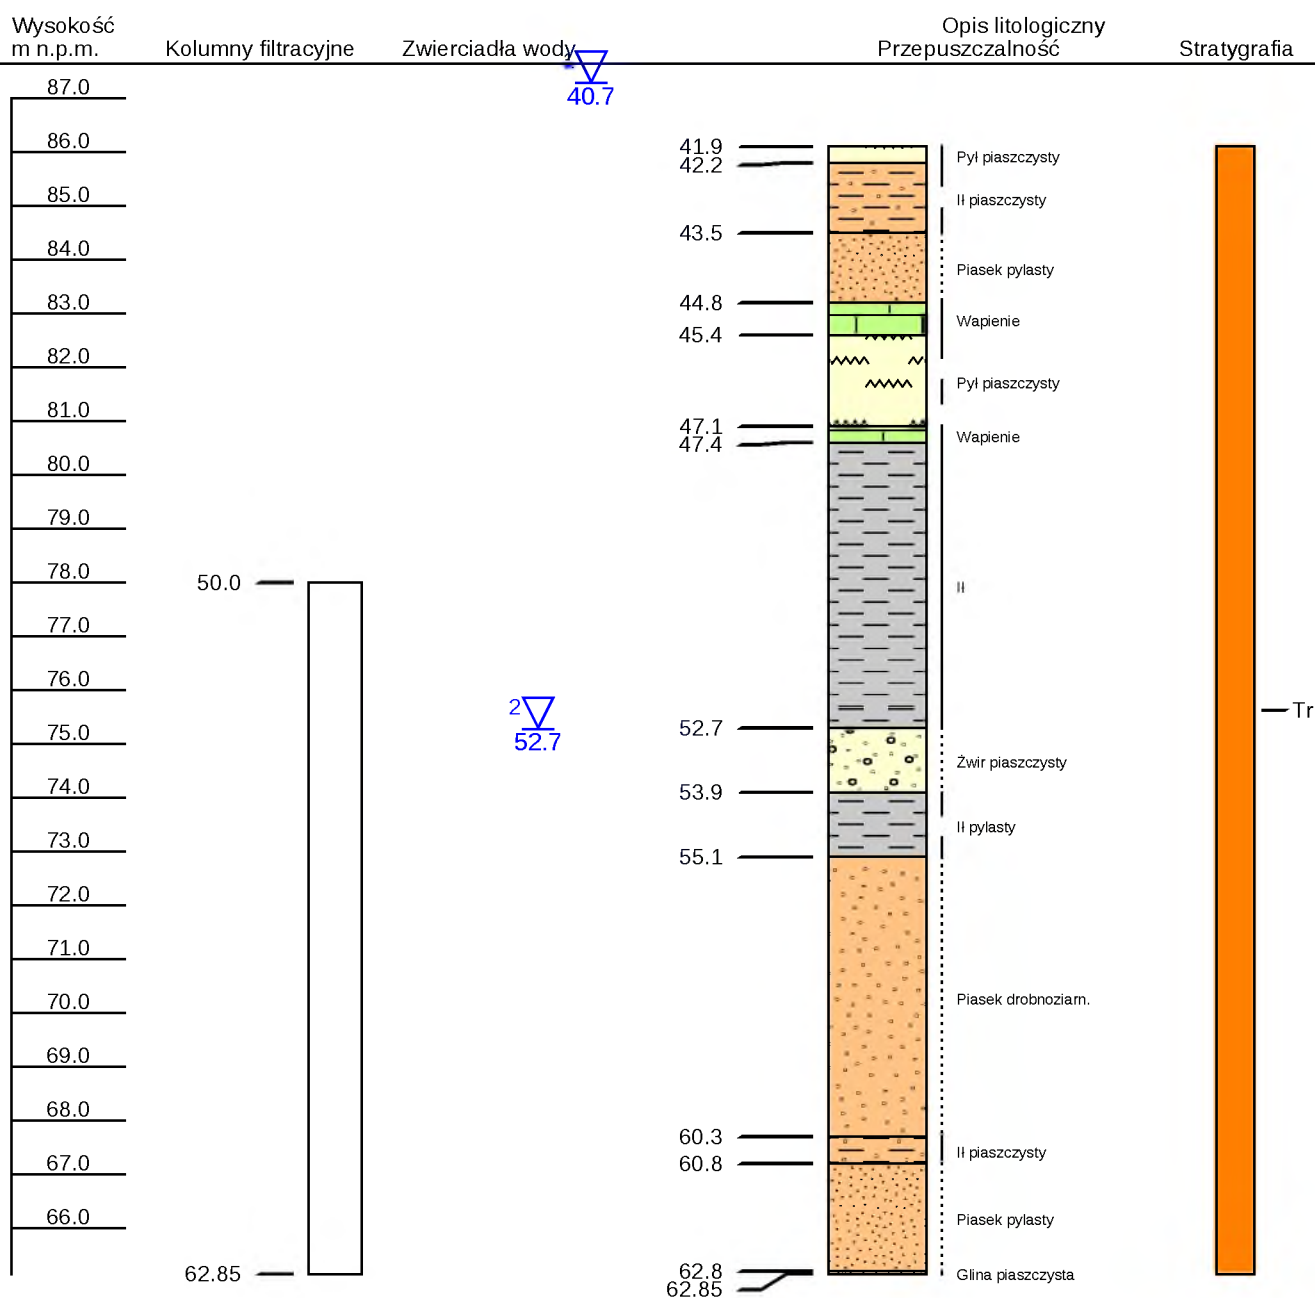 Wysokość
m n.p.m.
Kolumny filtracyjne
Zwierciadła wody
Opis litologiczny
Przepuszczalność
Stratygrafia
40.7
87.0
86.0
85.0
84.0
83.0
82.0
81.0
80.0
79.0
78.0
77.0
76.0
75.0
74.0
73.0
72.0
71.0
70.0
69.0
68.0
67.0
66.0
50.0
62.85
2
52.7
41.9
42.2
43.5
44.8
45.4
47.1
47.4
52.7
53.9
55.1
60.3
60.8
62.8
62.85
Pył piaszczysty
Ił piaszczysty
Piasek pylasty
Wapienie
Pył piaszczysty
Wapienie
Ił
Żwir piaszczysty
Ił pylasty
Piasek drobnoziarn.
Ił piaszczysty
Piasek pylasty
Glina piaszczysta
Tr